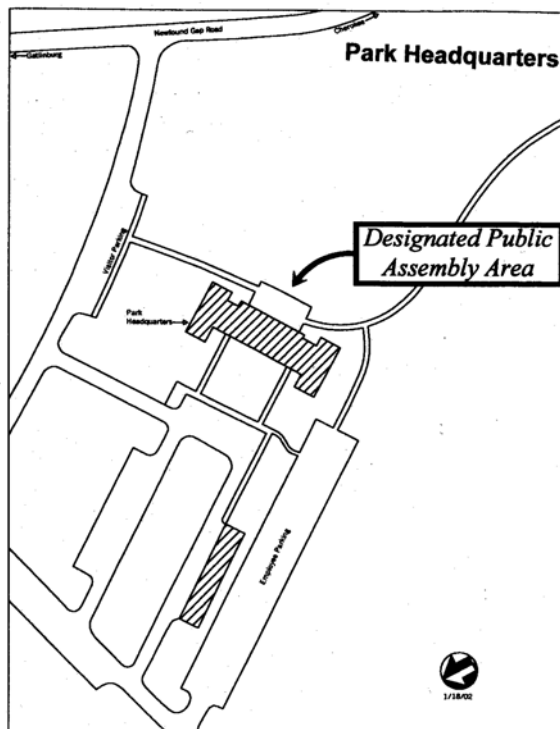 Newfound Gap Road
Cherokee
Gatlinburg
Park Headquarters
Designated Public
Assembly Area
Visitor Parking
Park
Headquarters
Employee Parking
1/18/02